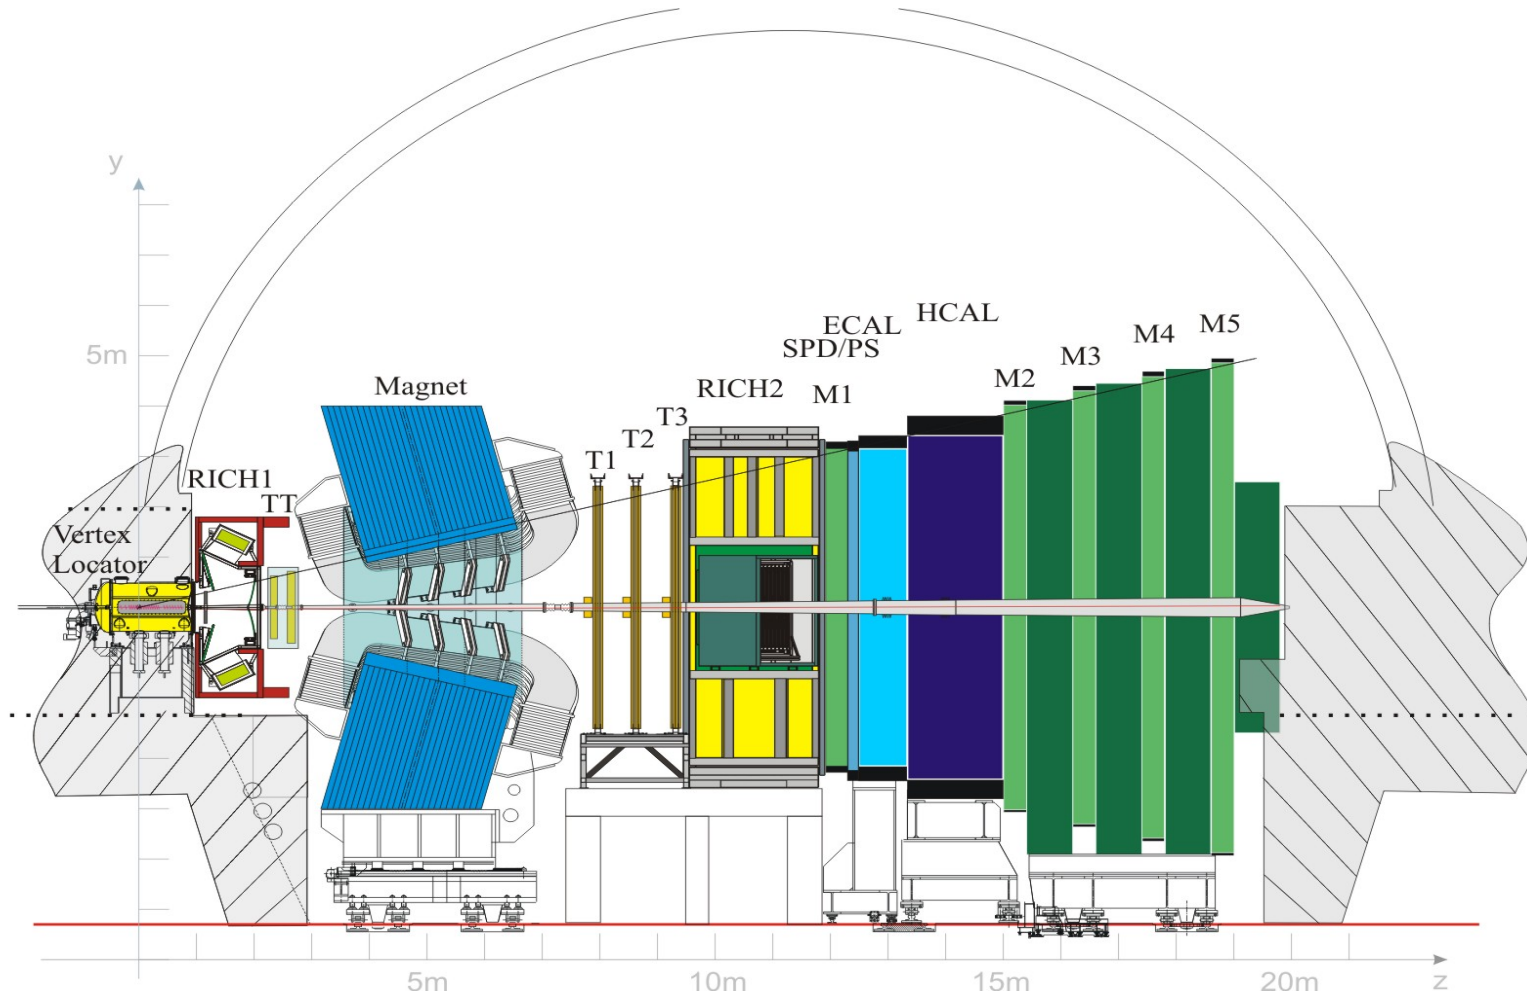 y
5m
HCAL
ECAL
SPD/PS
M5
M4
M3
M2
Magnet
RICH2
M1
T3
T2
T1
RICH1
TT
Vertex
Locator
5m
10m
15m
20m
z